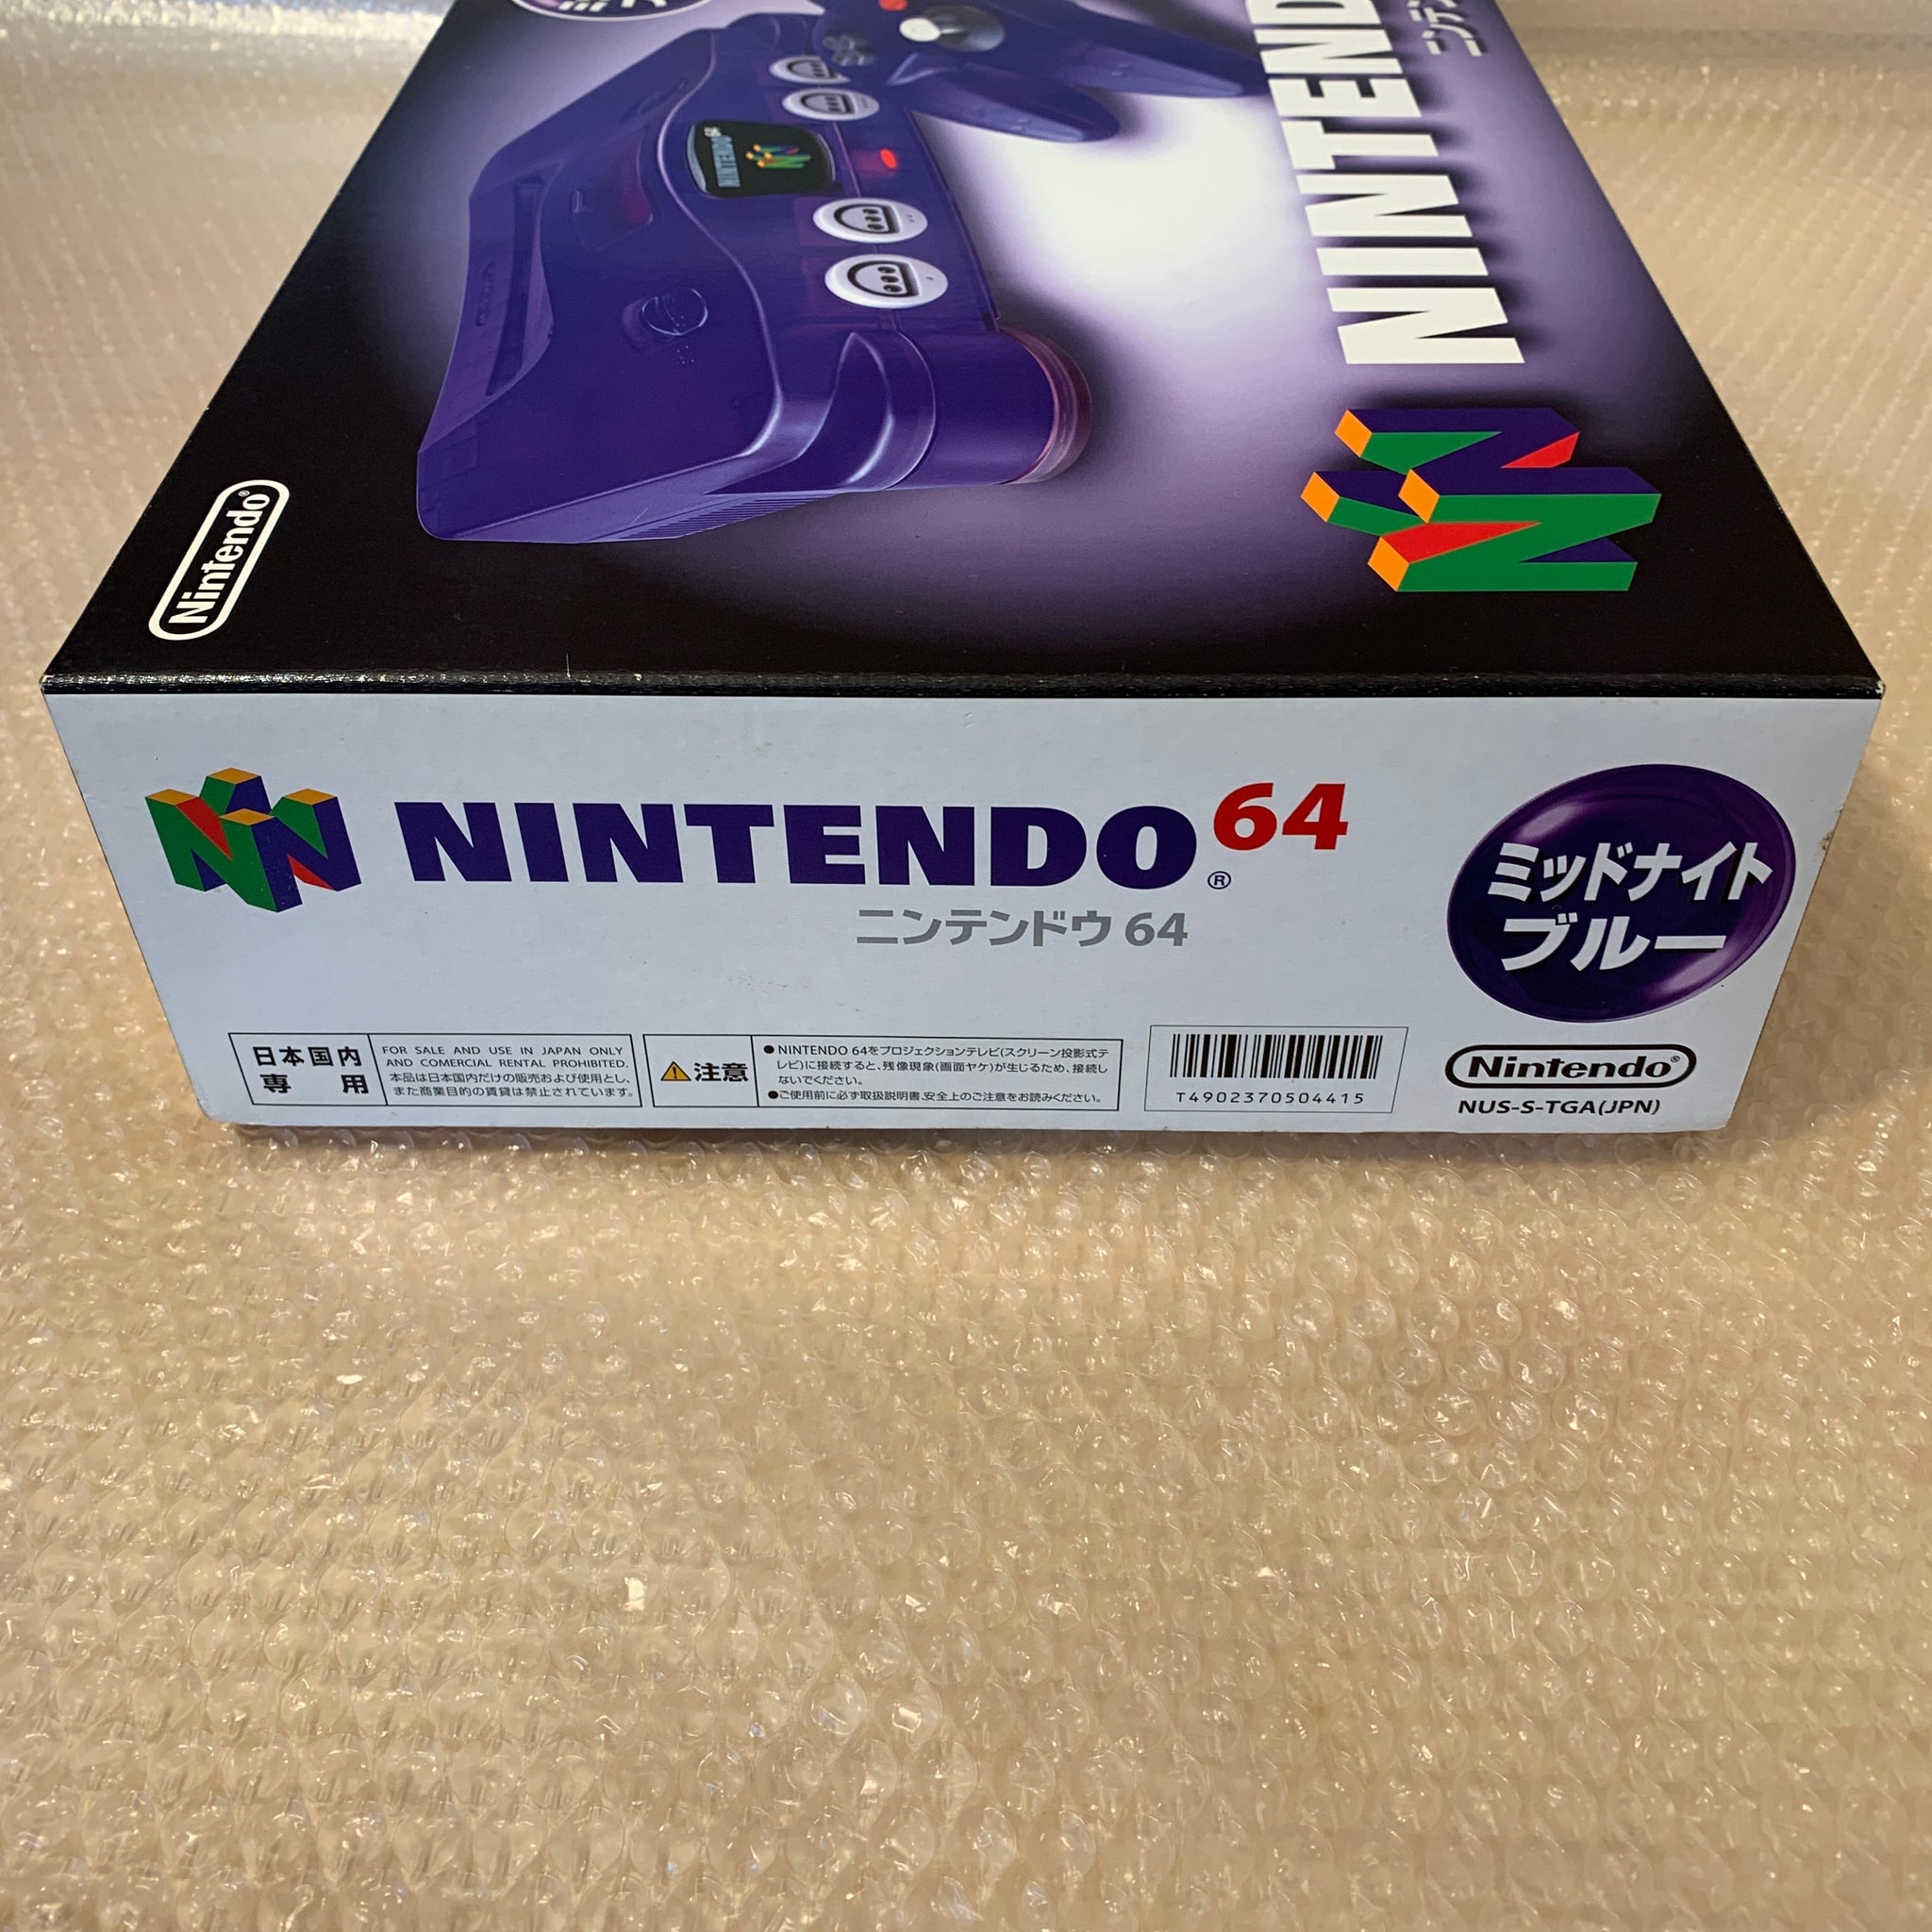 NINTENDO 64
Nintendo®
NINTEND
ニンテン
NINTENDO 64
®
ニンテンドウ 64
ミッドナイト
ブルー
日本国内
専 用
FOR SALE AND USE IN JAPAN ONLY
AND COMERCIAL RENTAL PROHIBITED.
本品は日本国内だけの販売および使用とし、
また商業目的の賃貸は禁止されています。
注意
●NINTENDO 64をプロジェクションテレビ(スクリーン投影式テ
レビ)に接続すると、残像現象(画面ヤケ)が生じるため、接続し
ないでください。
●ご使用前に必ず取扱説明書、安全上のご注意をお読みください。
T4902370504415
Nintendo®
NUS-S-TGA(JPN)